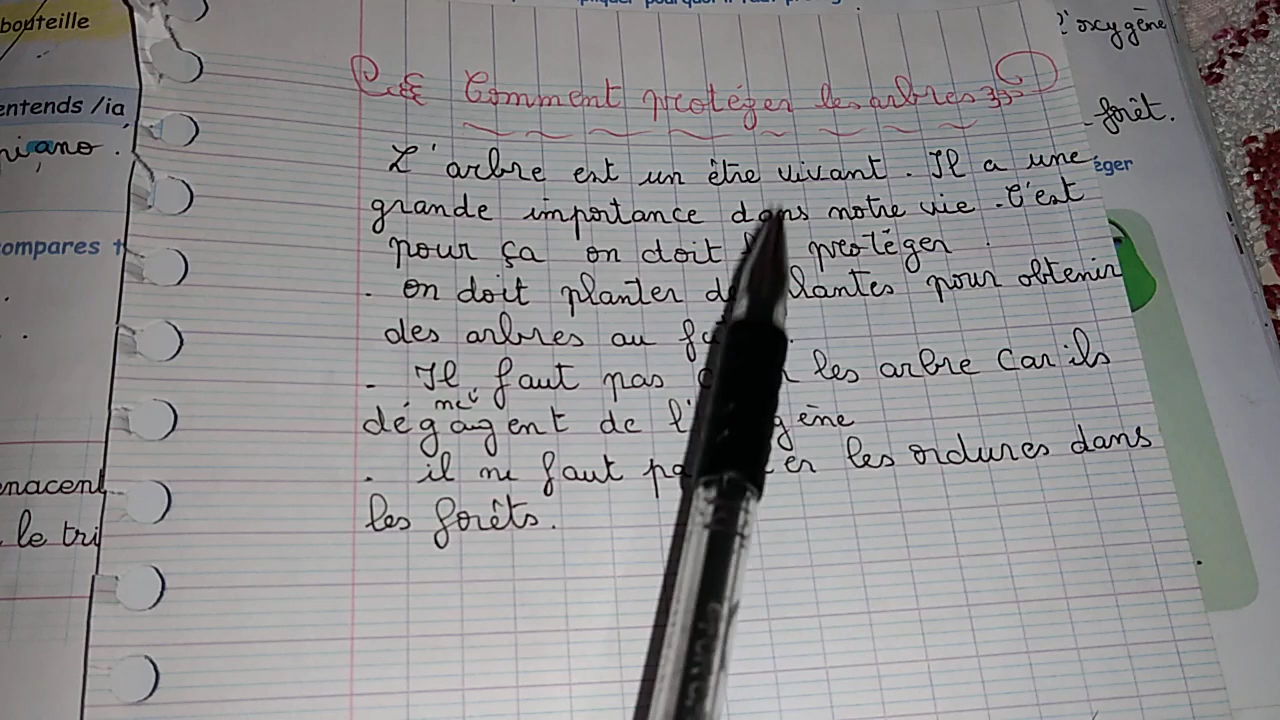 bouteille
entends /ia
piano.
compares
nacent
le tri
l'oxygène
forêt.
éger
Comment protéger les arbres
L'arbre est un être vivant. Il a une
grande importance dans notre vie. C'est
pour ça on doit protéger
. on doit planter plantes pour obtenir
des arbres au
. Il ne faut pas les arbre car ils
dégagent de l'
. il ne faut les ordures dans
les forêts.